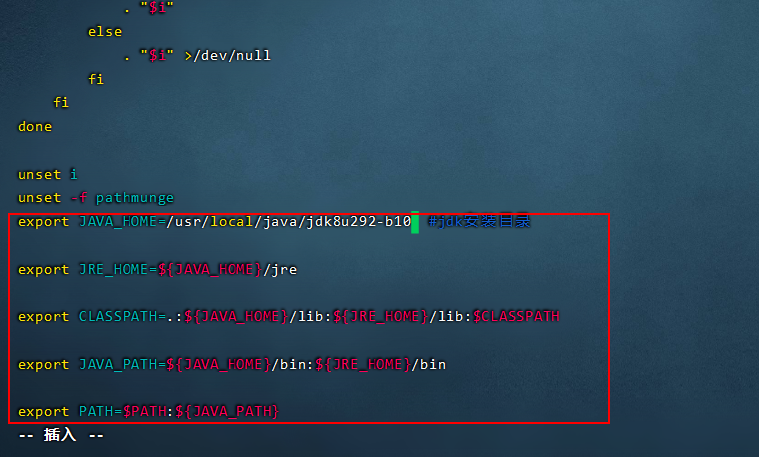 . "$i"
else
. "$i" >/dev/null
fi
fi
done
unset i
unset -f pathmunge
export JAVA_HOME=/usr/local/java/jdk8u292-b10 #jdk安装目录
export JRE_HOME=${JAVA_HOME}/jre
export CLASSPATH=.:${JAVA_HOME}/lib:${JRE_HOME}/lib:$CLASSPATH
export JAVA_PATH=${JAVA_HOME}/bin:${JRE_HOME}/bin
export PATH=$PATH:${JAVA_PATH}
-- 插入 --